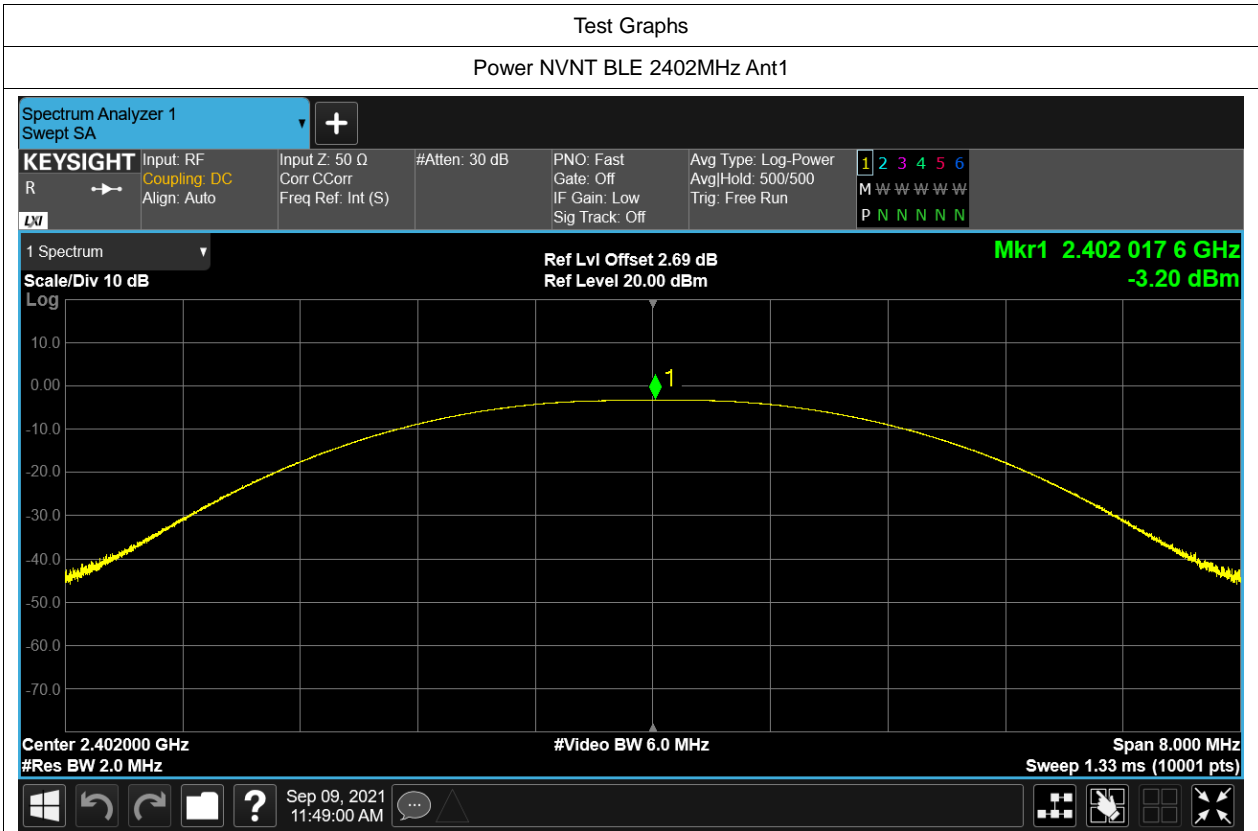 Test Graphs
Power NVNT BLE 2402MHz Ant1
Spectrum Analyzer 1
Swept SA
KEYSIGHT
R
LXI
Input: RF
Coupling: DC
Align: Auto
Input Z: 50 Ω
Corr CCorr
Freq Ref: Int (S)
#Atten: 30 dB
PNO: Fast
Gate: Off
IF Gain: Low
Sig Track: Off
Avg Type: Log-Power
Avg|Hold: 500/500
Trig: Free Run
1 2 3 4 5 6
M W W W W W
P N N N N N
1 Spectrum
Scale/Div 10 dB
Log
Ref Lvl Offset 2.69 dB
Ref Level 20.00 dBm
Mkr1 2.402 017 6 GHz
-3.20 dBm
10.0
0.00
1
-10.0
-20.0
-30.0
-40.0
-50.0
-60.0
-70.0
Center 2.402000 GHz
#Video BW 6.0 MHz
Span 8.000 MHz
#Res BW 2.0 MHz
Sweep 1.33 ms (10001 pts)
?
Sep 09, 2021
11:49:00 AM